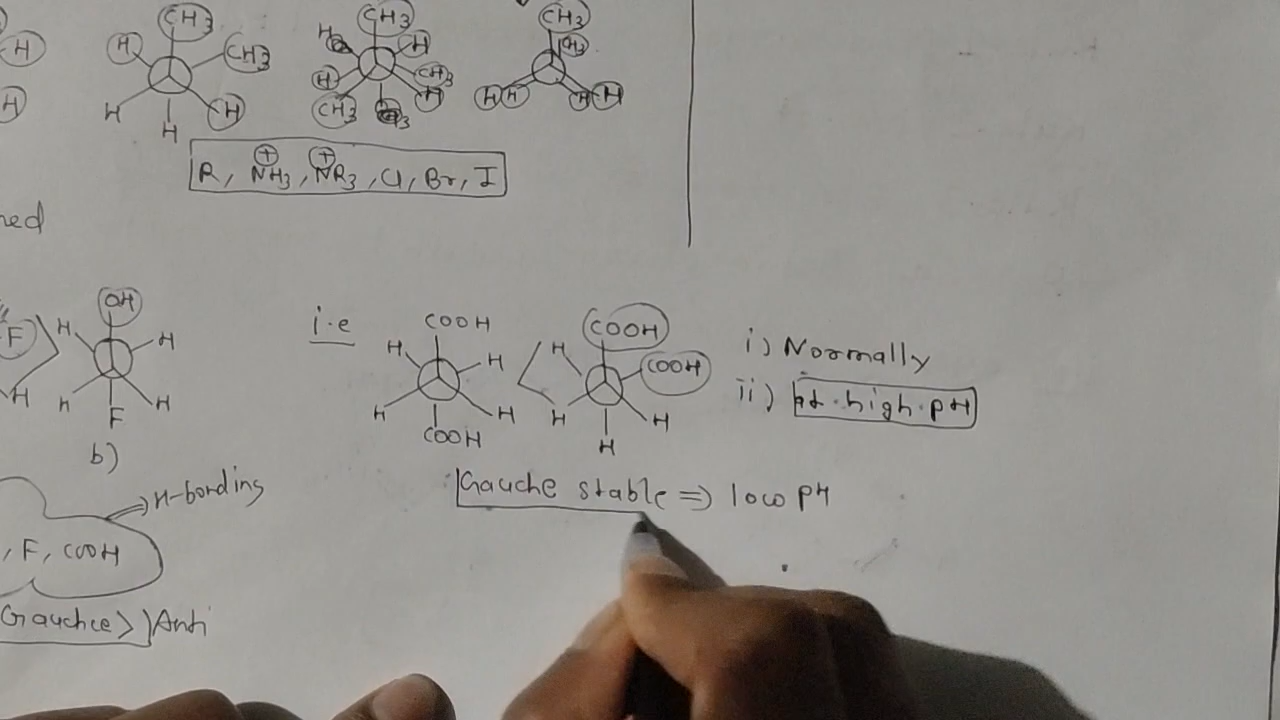 H CH3 H CH3 CH3 H H CH3 CH3 CH3
H H H H CH3 H H H H H
R, NH3⊕, NR3⊕, Cl, Br, I
ned
OH
F H H
H H H
F
b)
i.e
COOH
H H
H H
COOH
<
COOH
H COOH
H H
H
i) Normally
ii) At high pH
Gauche stable => low pH
=> H-bonding
, F, COOH
Gauche > Anti